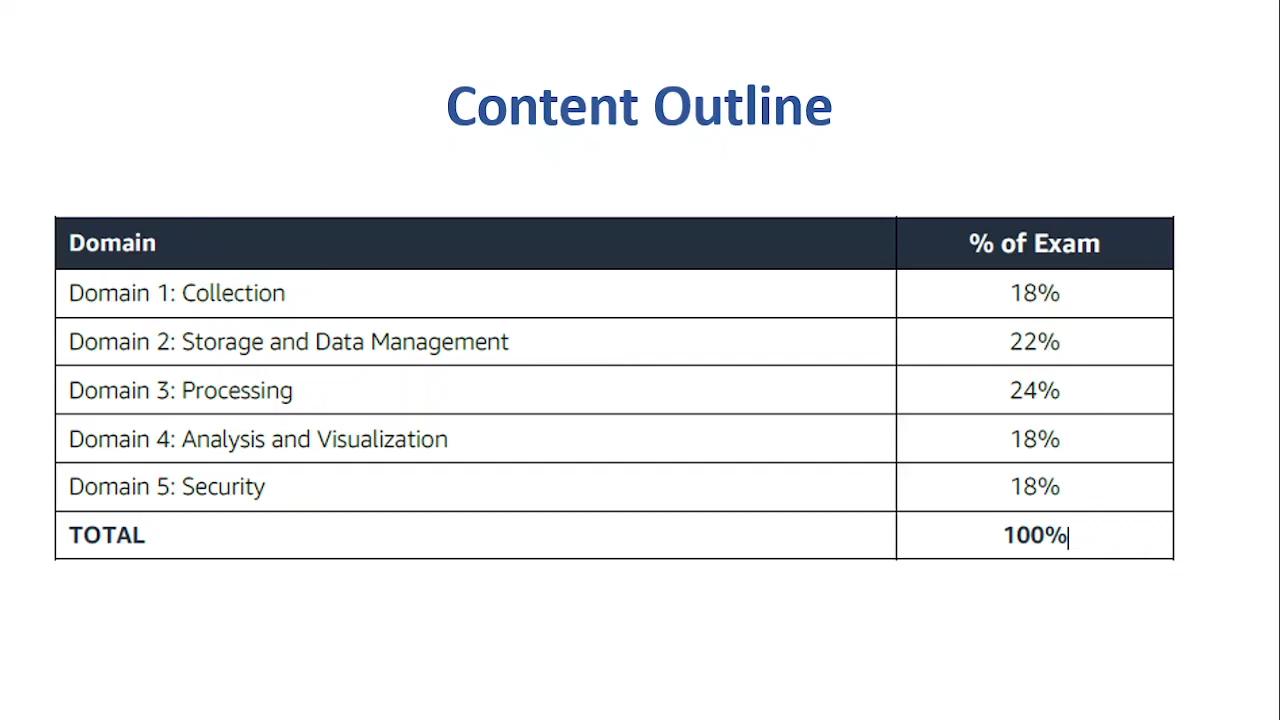 Content Outline
Domain % of Exam
Domain 1: Collection 18%
Domain 2: Storage and Data Management 22%
Domain 3: Processing 24%
Domain 4: Analysis and Visualization 18%
Domain 5: Security 18%
TOTAL 100%